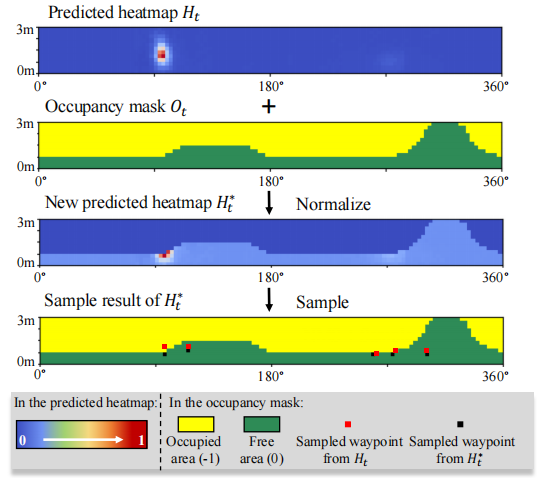 Predicted heatmap H_t
3m
0m
0° 180° 360°
Occupancy mask O_t +
3m
0m
0° 180° 360°
New predicted heatmap H_t^* Normalize
3m
0m
0° 180° 360°
Sample result of H_t^* Sample
3m
0m
0° 180° 360°
In the predicted heatmap: In the occupancy mask:
0 1
Occupied area (-1)
Free area (0)
Sampled waypoint from H_t
Sampled waypoint from H_t^*